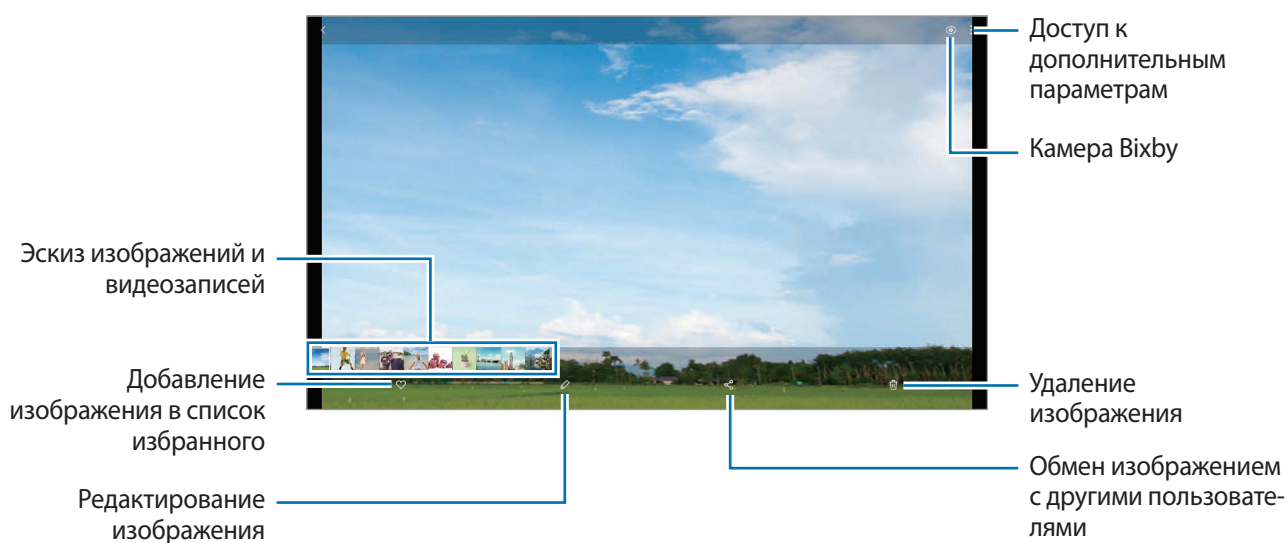 Доступ к
дополнительным
параметрам
Камера Bixby
Эскиз изображений и
видеозаписей
Добавление
изображения в список
избранного
Редактирование
изображения
Удаление
изображения
Обмен изображением
с другими пользовате-
лями